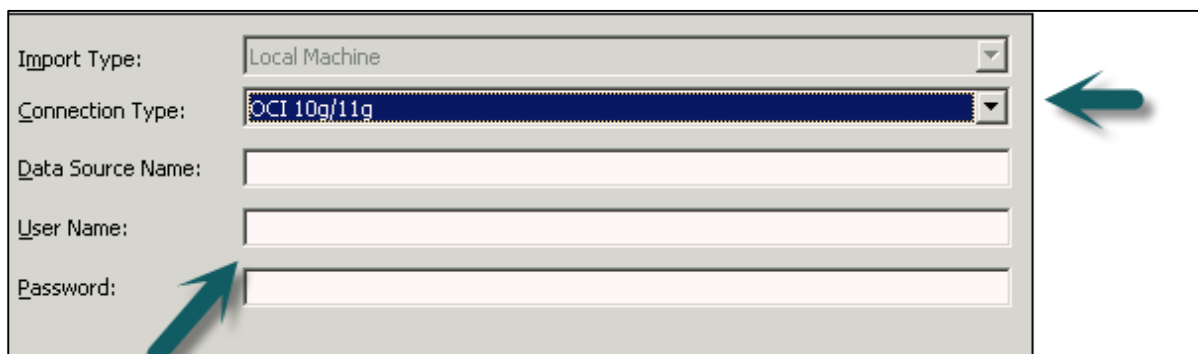 Import Type: Local Machine
Connection Type: OCI 10g/11g
Data Source Name:
User Name:
Password: